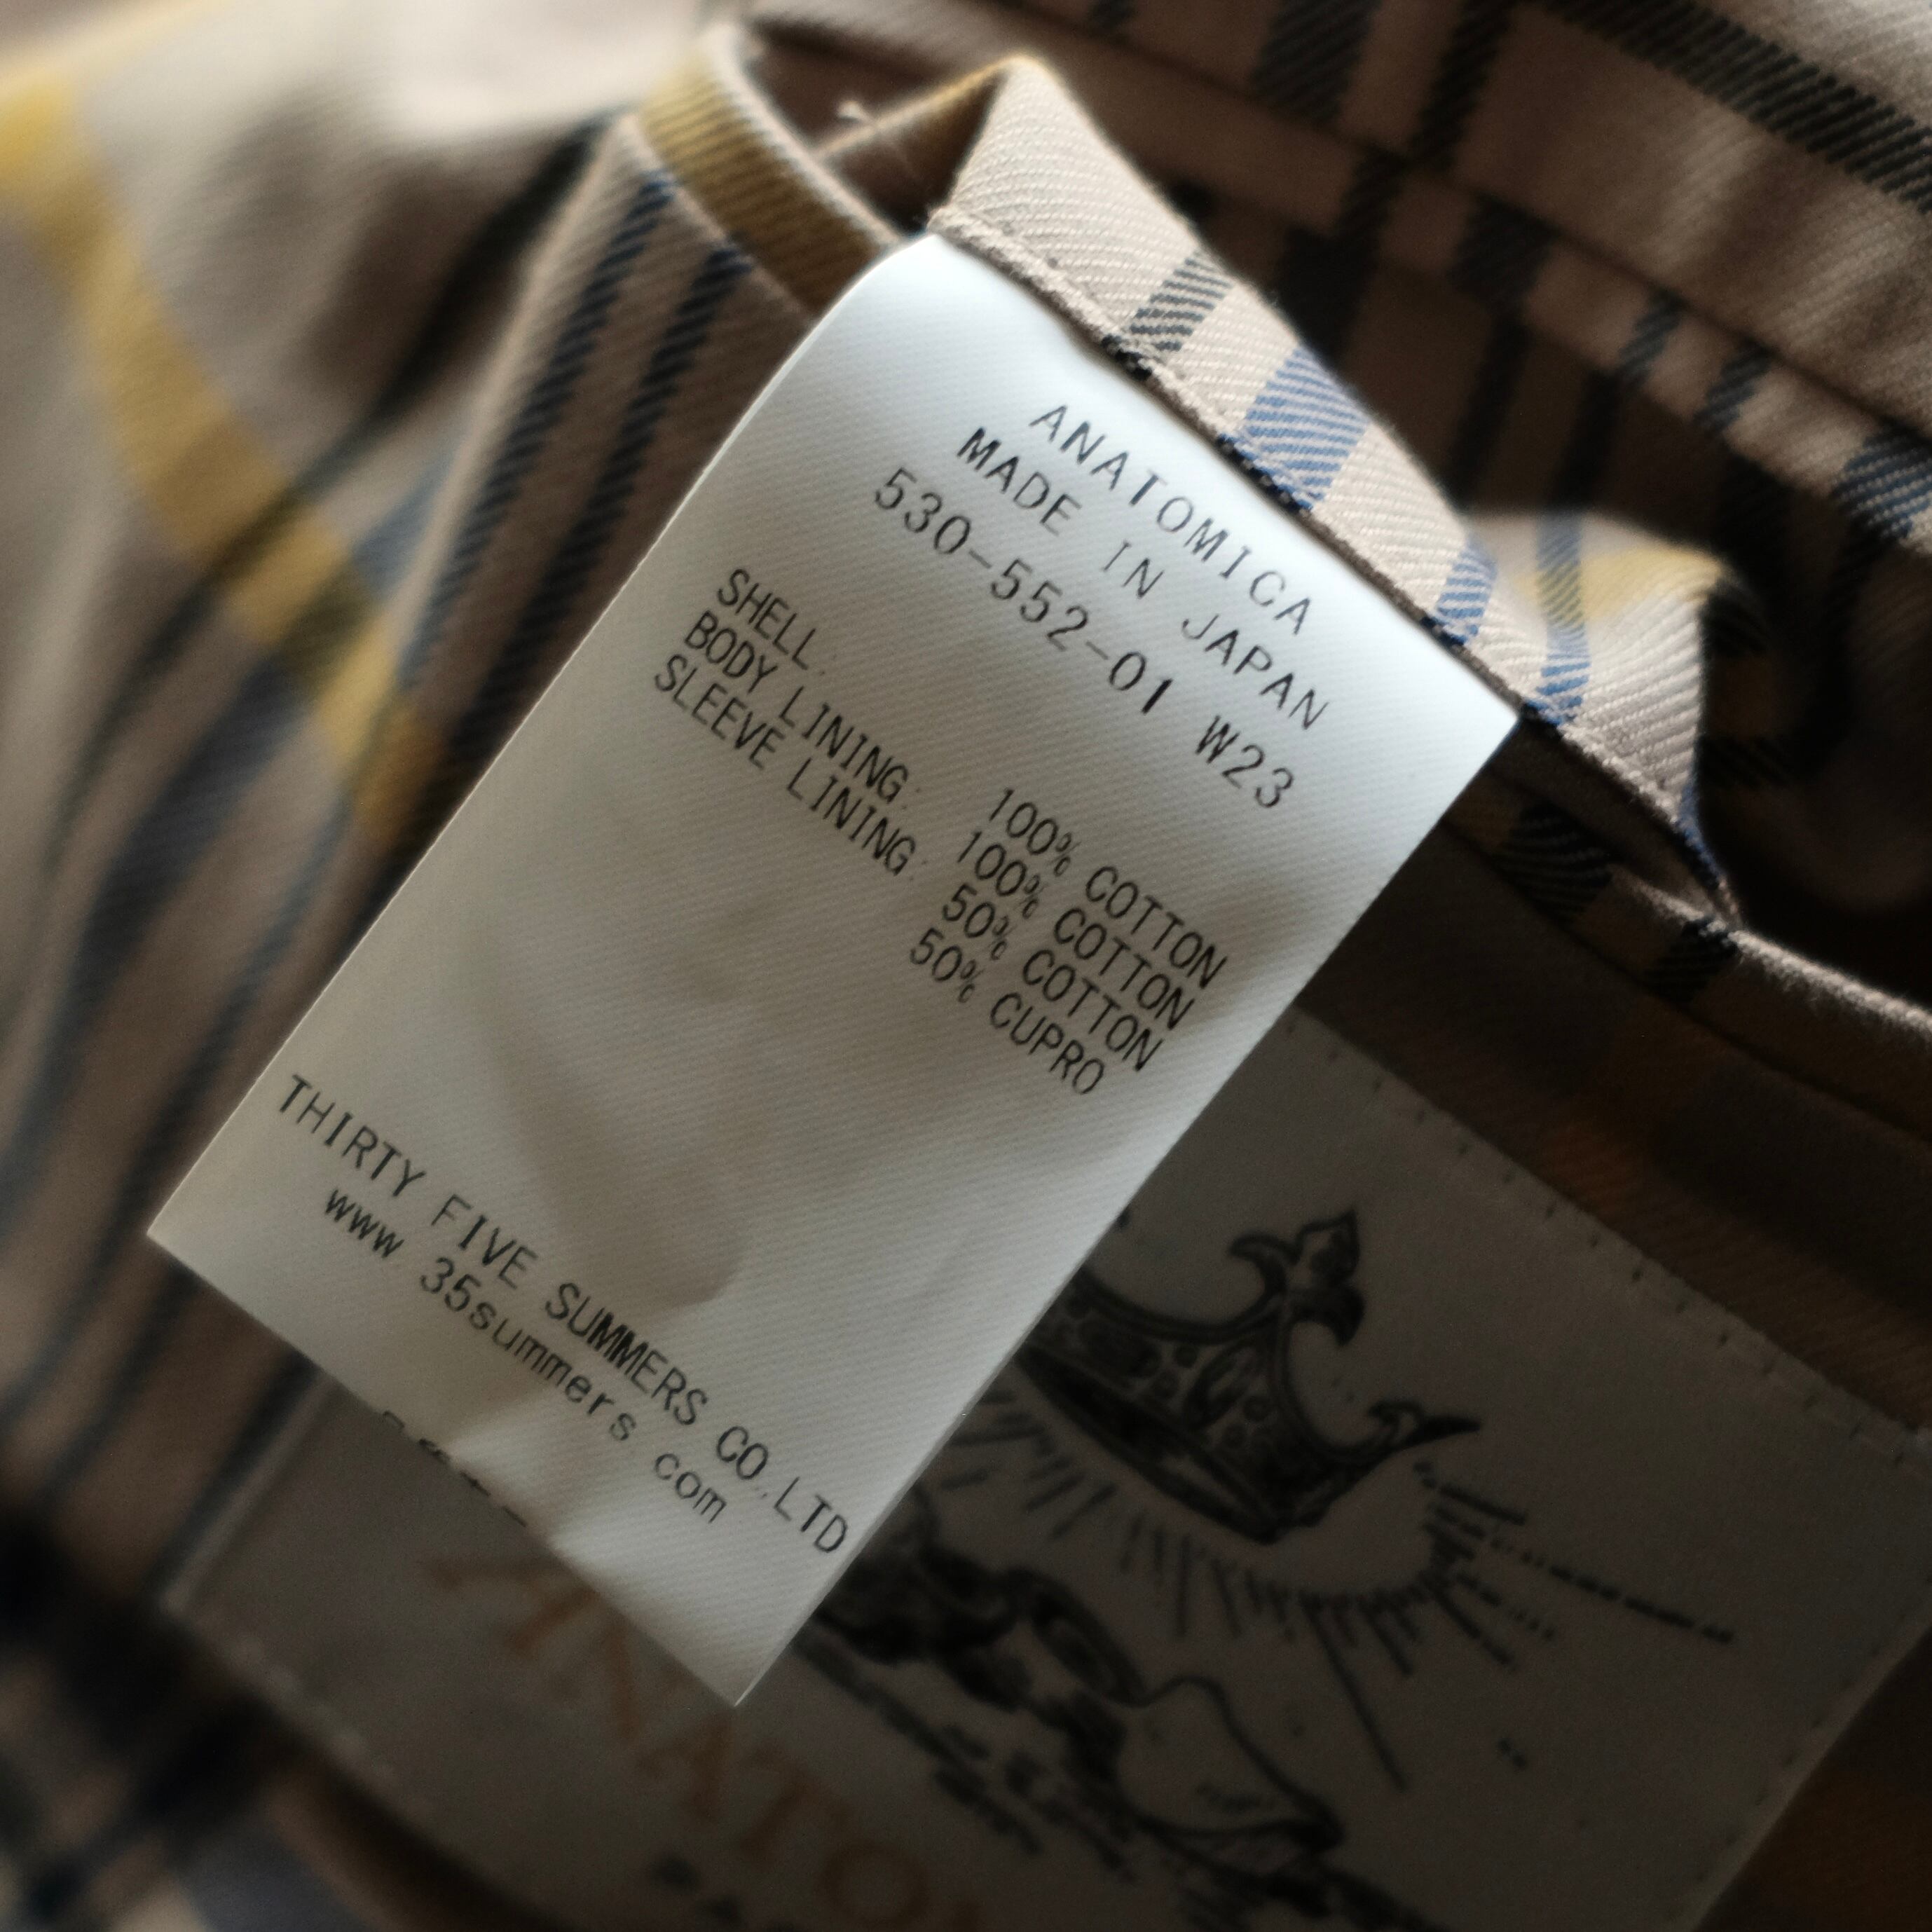 ANATOMICA
MADE IN JAPAN
530-552-01 W23
SHELL: 100% COTTON
BODY LINING: 100% COTTON
SLEEVE LINING: 50% COTTON
50% CUPRO
THIRTY FIVE SUMMERS CO.,LTD
www.35summers.com